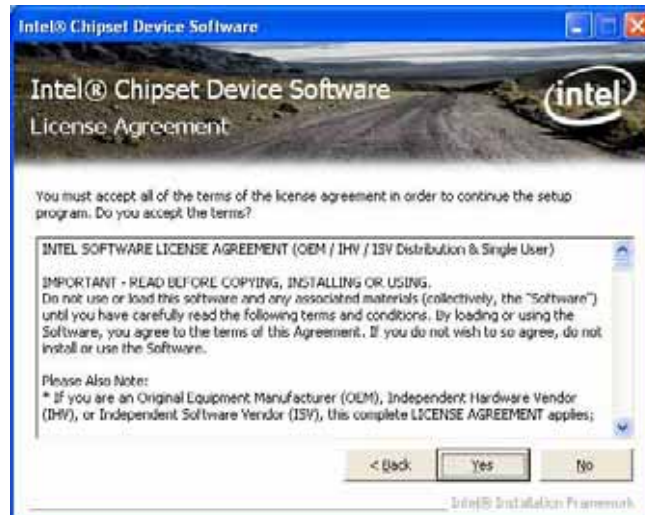 Intel® Chipset Device Software
Intel® Chipset Device Software
intel
License Agreement
You must accept all of the terms of the license agreement in order to continue the setup
program. Do you accept the terms?
INTEL SOFTWARE LICENSE AGREEMENT (OEM / IHV / ISV Distribution & Single User)
IMPORTANT - READ BEFORE COPYING, INSTALLING OR USING.
Do not use or load this software and any associated materials (collectively, the "Software")
until you have carefully read the following terms and conditions. By loading or using the
Software, you agree to the terms of this Agreement. If you do not wish to so agree, do not
install or use the Software.
Please Also Note:
* If you are an Original Equipment Manufacturer (OEM), Independent Hardware Vendor
(IHV), or Independent Software Vendor (ISV), this complete LICENSE AGREEMENT applies;
< Back Yes No
Intel® Installation Framework